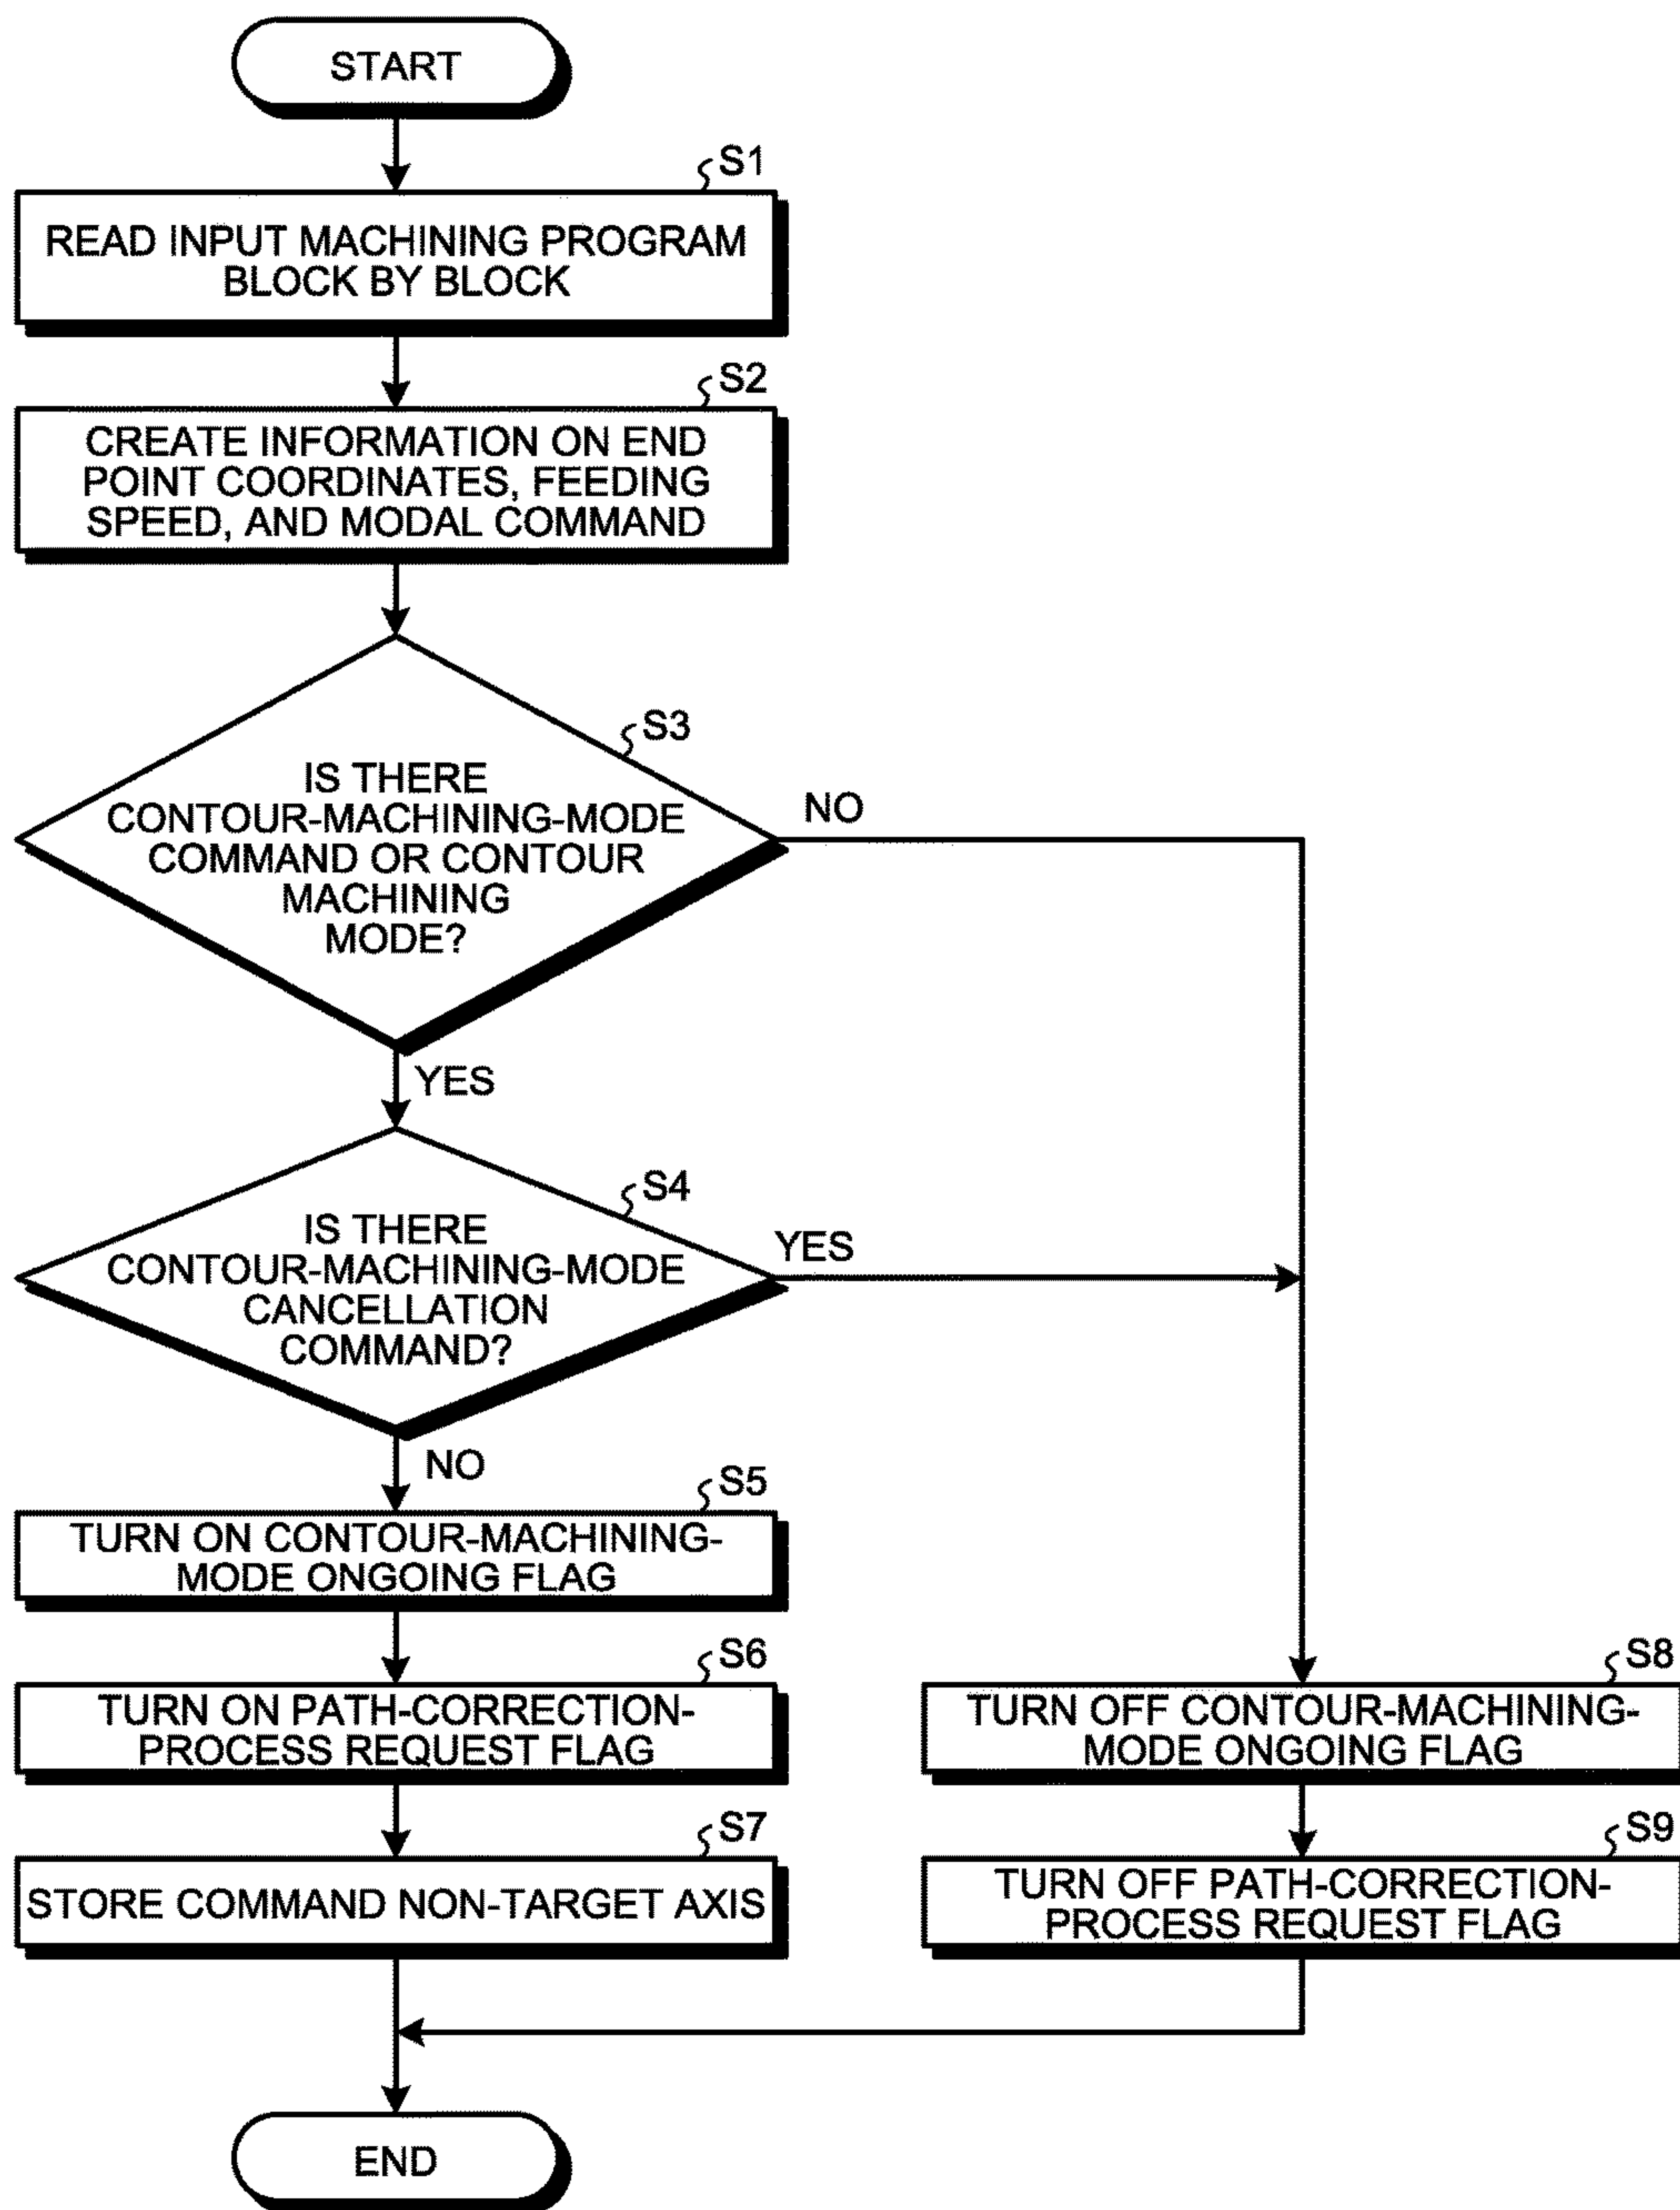 START
S1
READ INPUT MACHINING PROGRAM
BLOCK BY BLOCK
S2
CREATE INFORMATION ON END
POINT COORDINATES, FEEDING
SPEED, AND MODAL COMMAND
S3
IS THERE
CONTOUR-MACHINING-MODE
COMMAND OR CONTOUR
MACHINING
MODE?
NO
YES
S4
IS THERE
CONTOUR-MACHINING-MODE
CANCELLATION
COMMAND?
YES
NO
S5
TURN ON CONTOUR-MACHINING-
MODE ONGOING FLAG
S6
TURN ON PATH-CORRECTION-
PROCESS REQUEST FLAG
S7
STORE COMMAND NON-TARGET AXIS
S8
TURN OFF CONTOUR-MACHINING-
MODE ONGOING FLAG
S9
TURN OFF PATH-CORRECTION-
PROCESS REQUEST FLAG
END